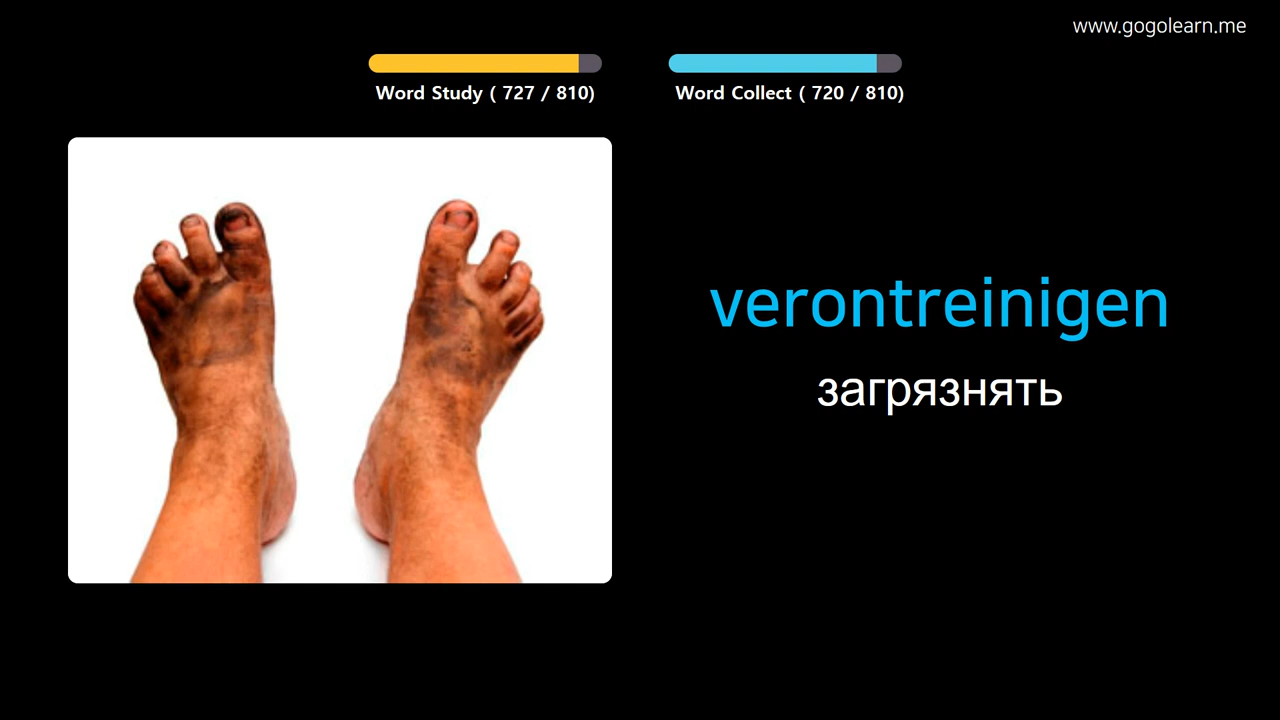 www.gogolearn.me
Word Study ( 727 / 810)
Word Collect ( 720 / 810)
verontreinigen
загрязнять